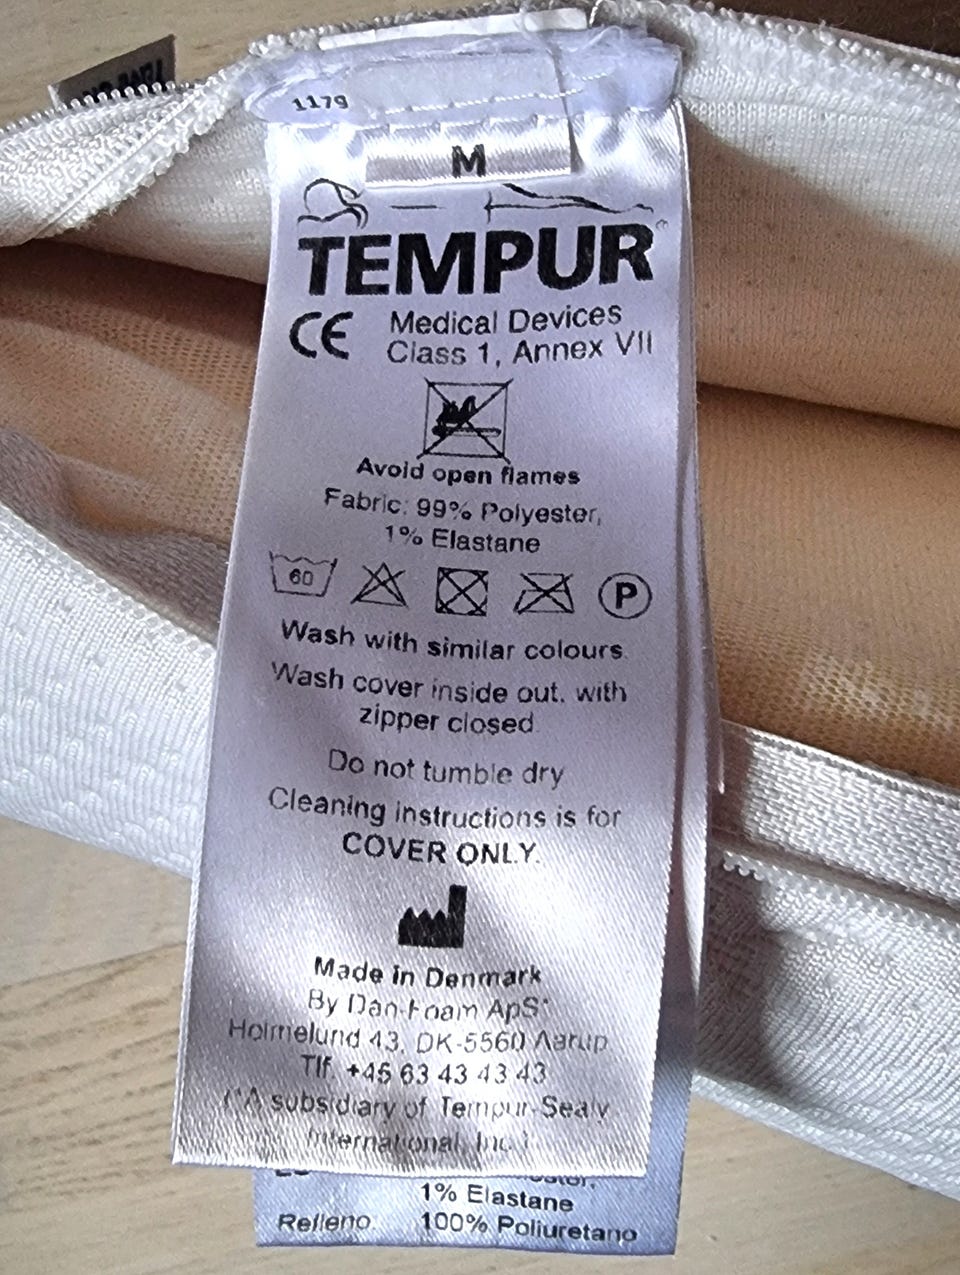 1179
M
TEMPUR
CE Medical Devices
Class 1, Annex VII
Avoid open flames
Fabric: 99% Polyester,
1% Elastane
60 P
Wash with similar colours.
Wash cover inside out, with
zipper closed.
Do not tumble dry
Cleaning instructions is for
COVER ONLY.
Made in Denmark
By Dan-Foam ApS*
Holmelund 43, DK-5560 Aarup
Tlf. +45 63 43 43 43
(*A subsidiary of Tempur-Sealy
International, Inc.)
1% Elastane
Relleno 100% Poliuretano